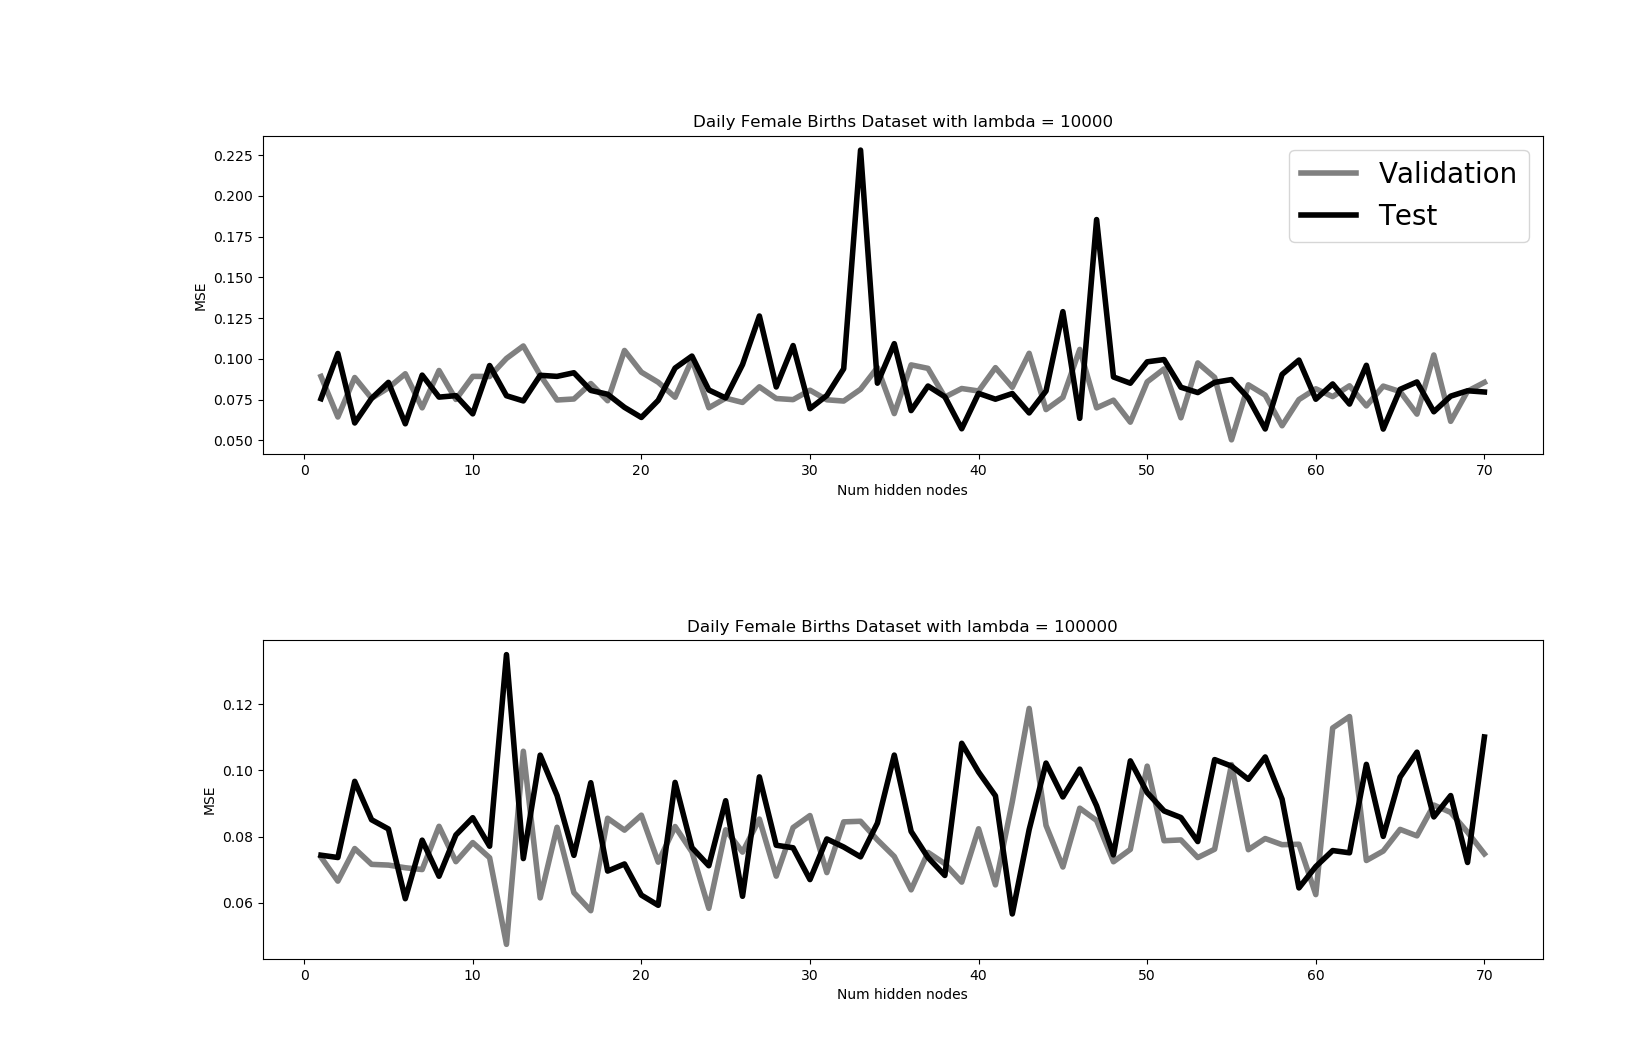 Daily Female Births Dataset with lambda = 10000
0.225
0.200
0.175
0.150
0.125
0.100
0.075
0.050
MSE
Validation
Test
0 10 20 30 40 50 60 70
Num hidden nodes
Daily Female Births Dataset with lambda = 100000
0.12
0.10
0.08
0.06
MSE
0 10 20 30 40 50 60 70
Num hidden nodes